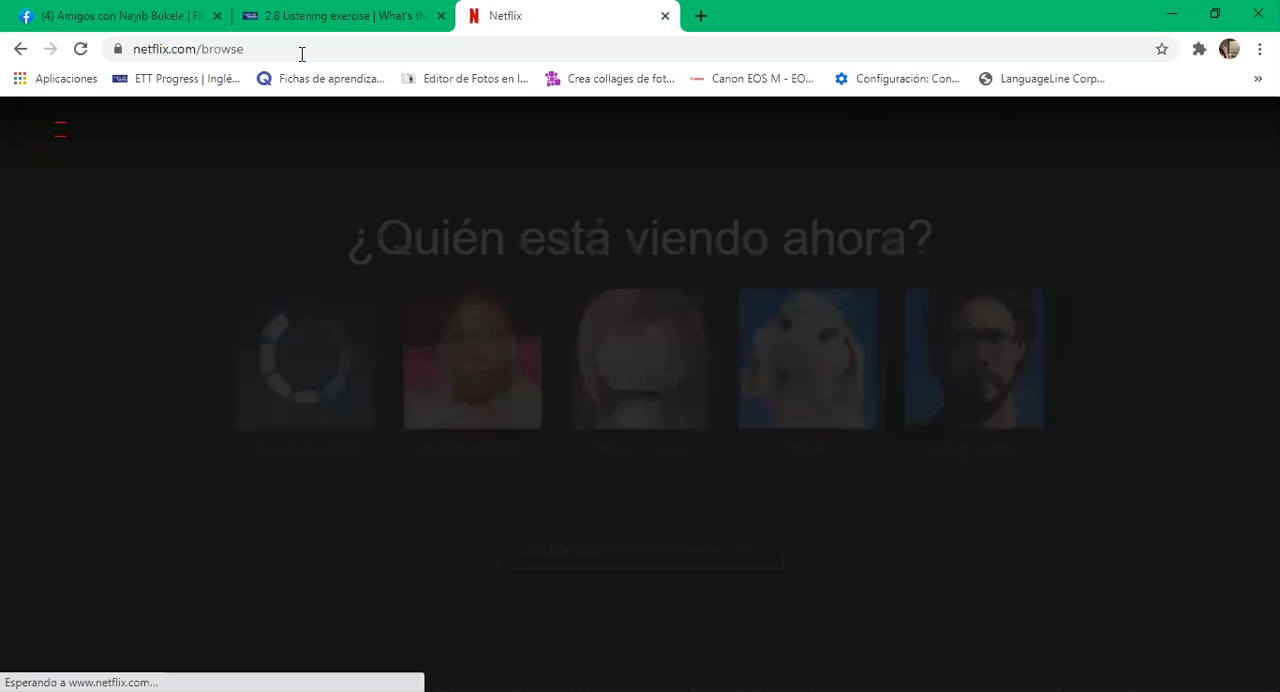 (4) Amigos con Nayib Bukele | Fa
2.8 Listening exercise | What's the
Netflix
netflix.com/browse
Aplicaciones
ETT Progress | Inglé...
Fichas de aprendiza...
Editor de Fotos en l...
Crea collages de fot...
Canon EOS M - EO...
Configuración: Con...
LanguageLine Corp...
¿Quién está viendo ahora?
Esperando a www.netflix.com...